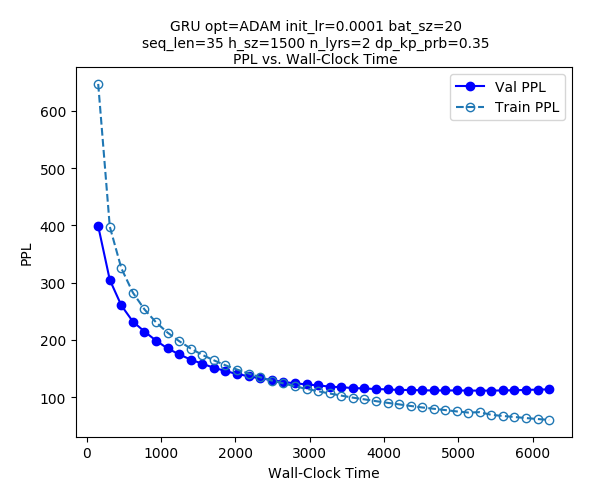 GRU opt=ADAM init_lr=0.0001 bat_sz=20
seq_len=35 h_sz=1500 n_lyrs=2 dp_kp_prb=0.35
PPL vs. Wall-Clock Time
Val PPL
Train PPL
600
500
400
300
200
100
PPL
0 1000 2000 3000 4000 5000 6000
Wall-Clock Time